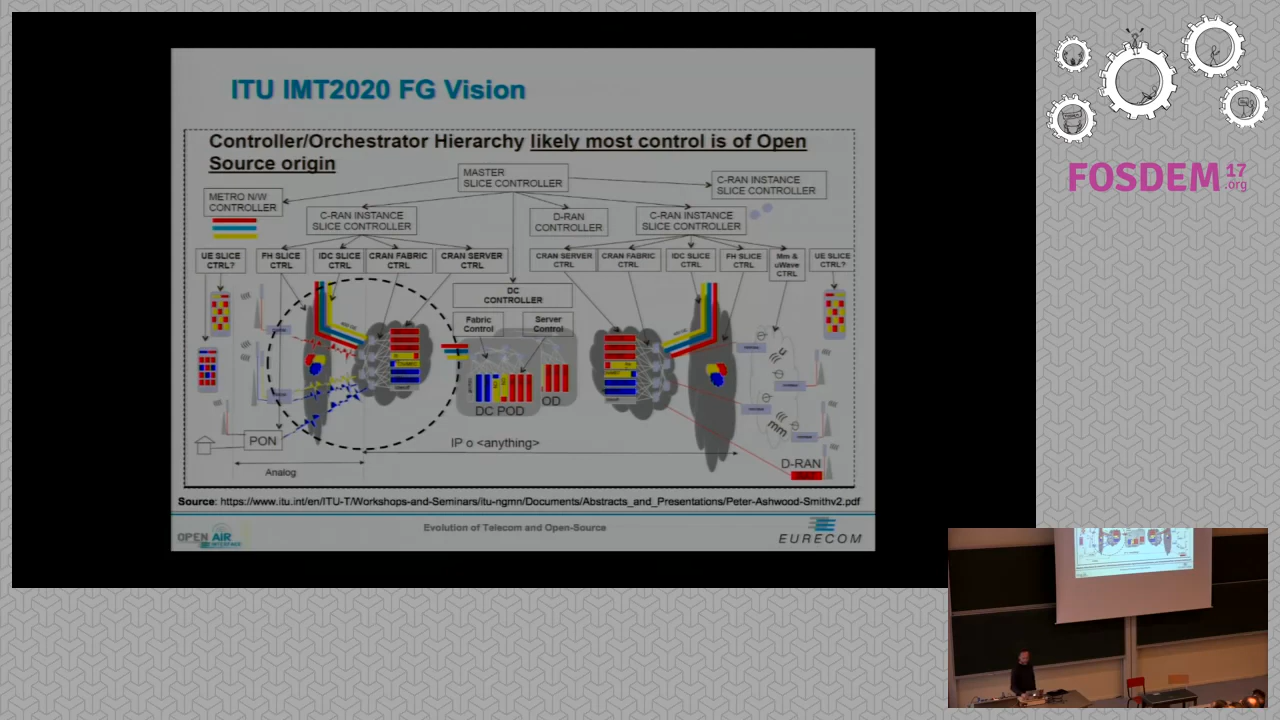 ITU IMT2020 FG Vision
Controller/Orchestrator Hierarchy likely most control is of Open
Source origin
MASTER
SLICE CONTROLLER
C-RAN INSTANCE
SLICE CONTROLLER
METRO N/W
CONTROLLER
C-RAN INSTANCE
SLICE CONTROLLER
D-RAN
CONTROLLER
C-RAN INSTANCE
SLICE CONTROLLER
UE SLICE
CTRL?
FH SLICE
CTRL
IDC SLICE
CTRL
CRAN FABRIC
CTRL
CRAN SERVER
CTRL
CRAN SERVER
CTRL
CRAN FABRIC
CTRL
IDC SLICE
CTRL
FH SLICE
CTRL
Mm &
uWave
CTRL
UE SLICE
CTRL?
DC
CONTROLLER
Fabric
Control
Server
Control
DC POD
OD
mm
PON
IP o <anything>
Analog
D-RAN
Source: https://www.itu.int/en/ITU-T/Workshops-and-Seminars/itu-ngmn/Documents/Abstracts_and_Presentations/Peter-Ashwood-Smithv2.pdf
OPEN AIR
INTERFACE
Evolution of Telecom and Open-Source
EURECOM
FOSDEM 17
.org